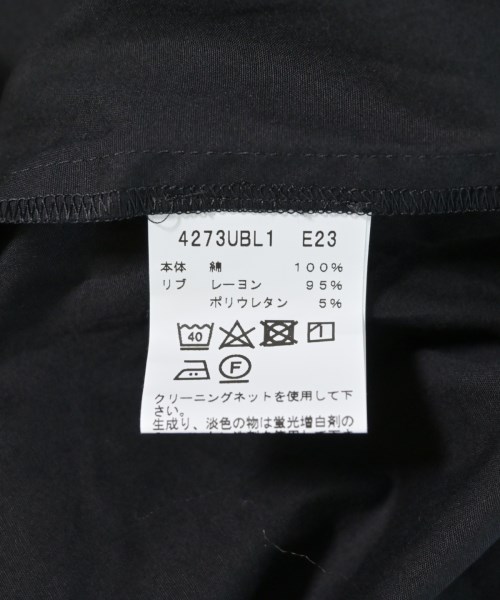 4273UBL1 E23
本体 綿 100%
リブ レーヨン 95%
ポリウレタン 5%
40
F
クリーニングネットを使用して下
さい。
生成り、淡色の物は蛍光増白剤の